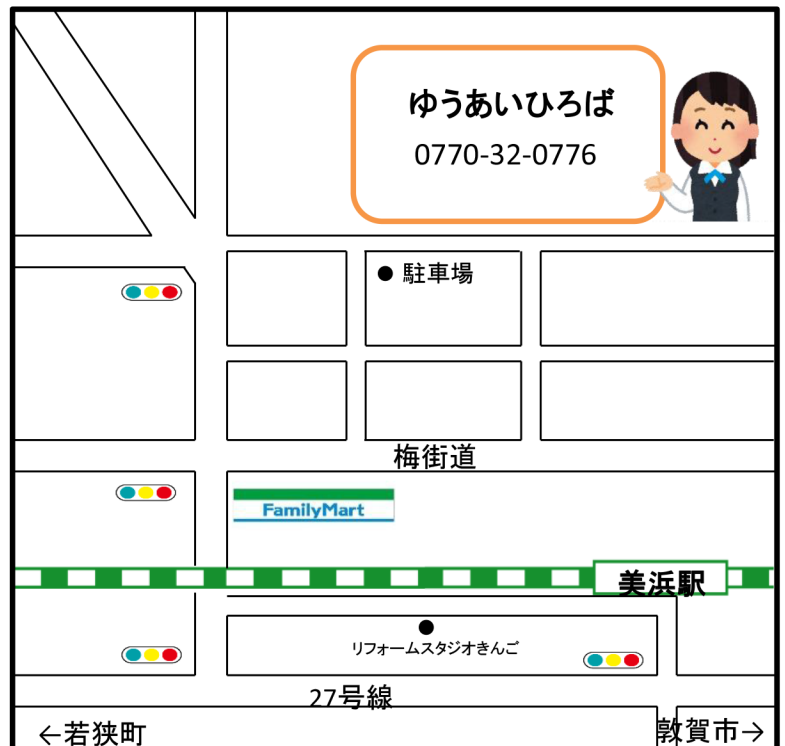 ゆうあいひろば
0770-32-0776
● 駐車場
梅街道
FamilyMart
美浜駅
リフォームスタジオきんご
27号線
←若狭町
敦賀市→